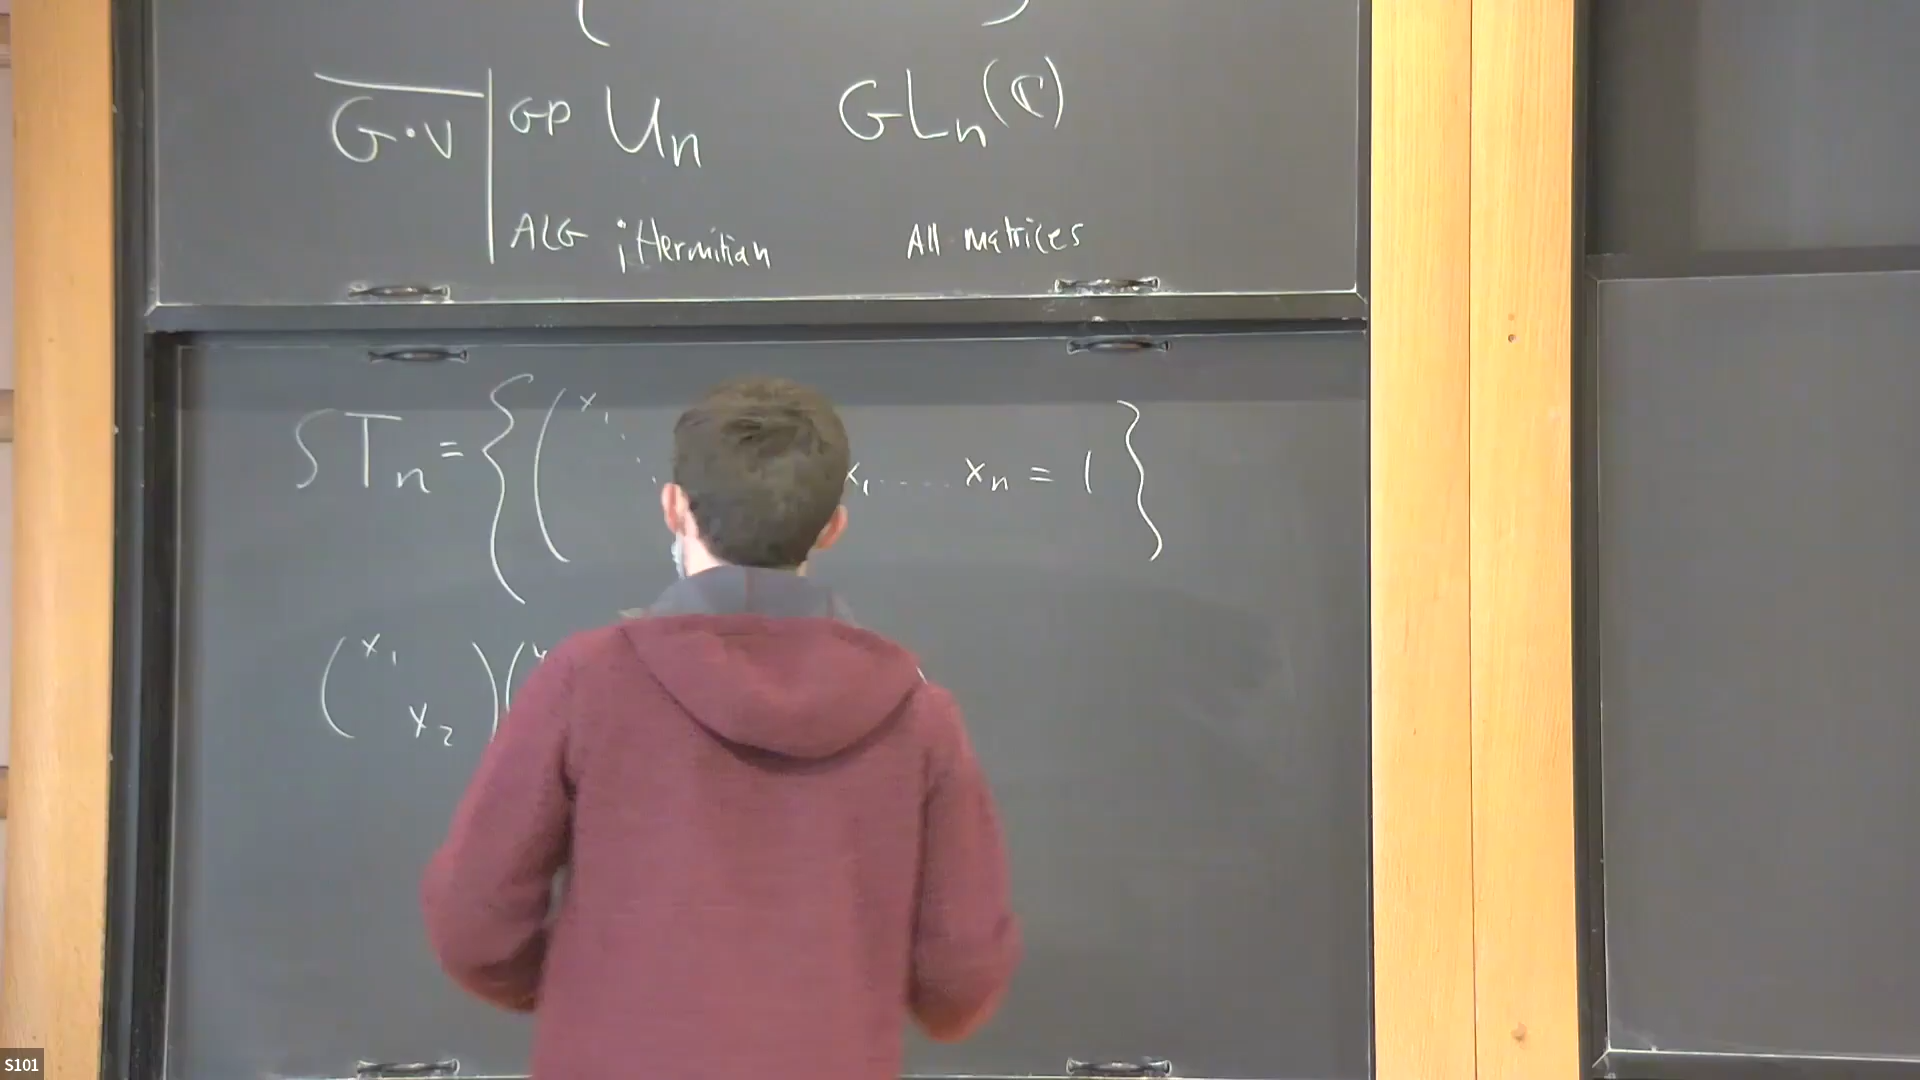 G·v | GP Un GLn(ℂ)
ALG iHermitian All matrices
STn = { ( x1 x1 ..... xn = 1 }
( x1
x2 ) (
S101